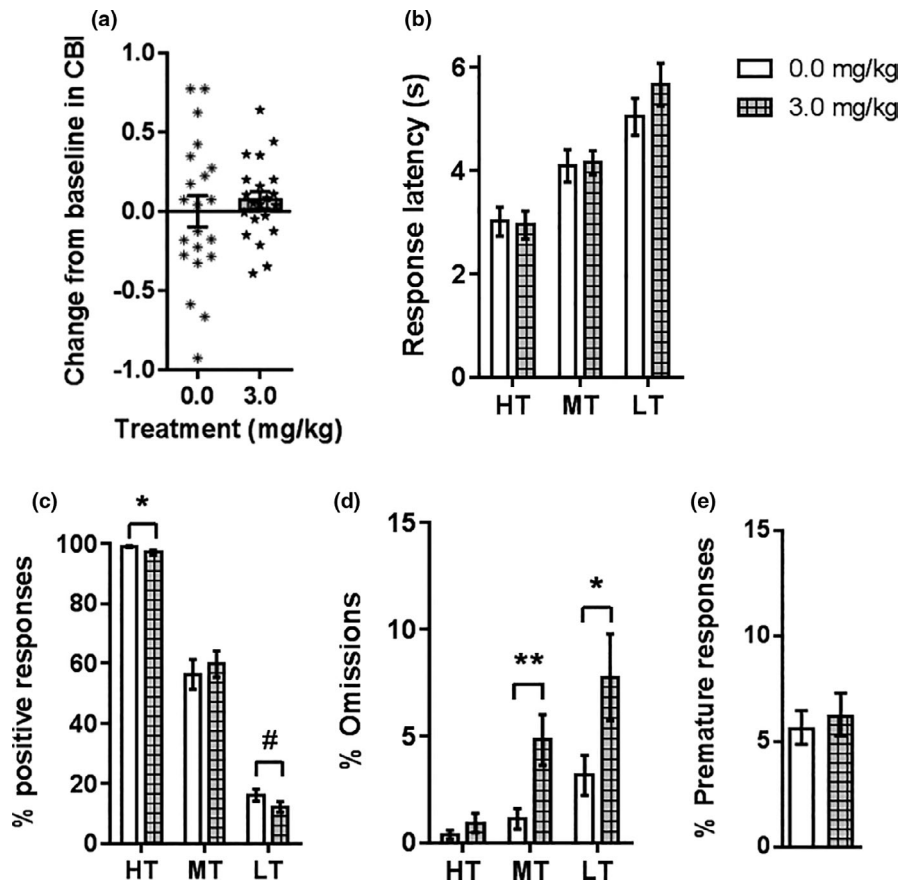 (a)
Change from baseline in CBI
1.0
0.5
0.0
-0.5
-1.0
0.0 3.0
Treatment (mg/kg)
(b)
Response latency (s)
6
4
2
0
HT MT LT
0.0 mg/kg
3.0 mg/kg
(c)
% positive responses
100
80
60
40
20
0
*
#
HT MT LT
(d)
% Omissions
15
10
5
0
**
*
HT MT LT
(e)
% Premature responses
15
10
5
0